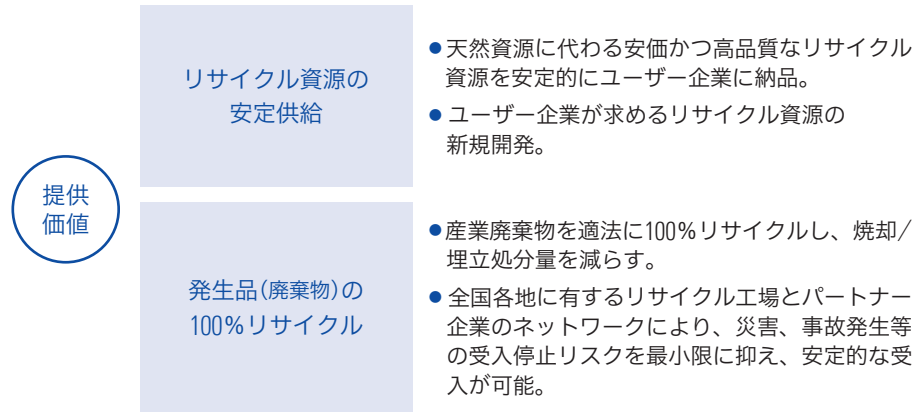 提供
価値
リサイクル資源の
安定供給
●天然資源に代わる安価かつ高品質なリサイクル
資源を安定的にユーザー企業に納品。
●ユーザー企業が求めるリサイクル資源の
新規開発。
発生品(廃棄物)の
100%リサイクル
●産業廃棄物を適法に100%リサイクルし、焼却/
埋立処分量を減らす。
●全国各地に有するリサイクル工場とパートナー
企業のネットワークにより、災害、事故発生等
の受入停止リスクを最小限に抑え、安定的な受
入が可能。